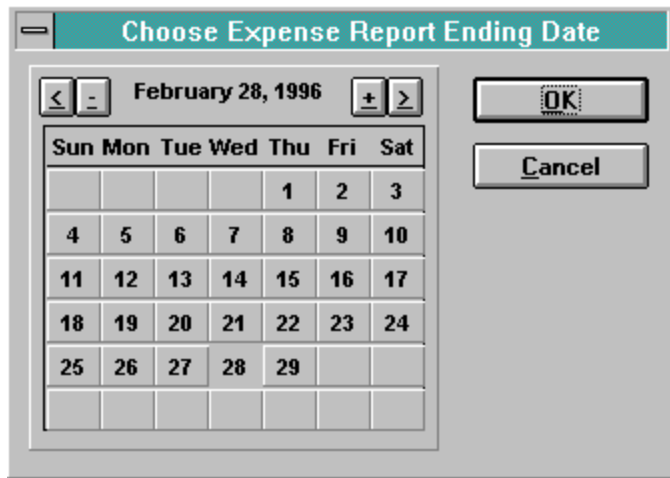 Choose Expense Report Ending Date
< - February 28, 1996 + >
OK
Sun Mon Tue Wed Thu Fri Sat
Cancel
1 2 3
4 5 6 7 8 9 10
11 12 13 14 15 16 17
18 19 20 21 22 23 24
25 26 27 28 29